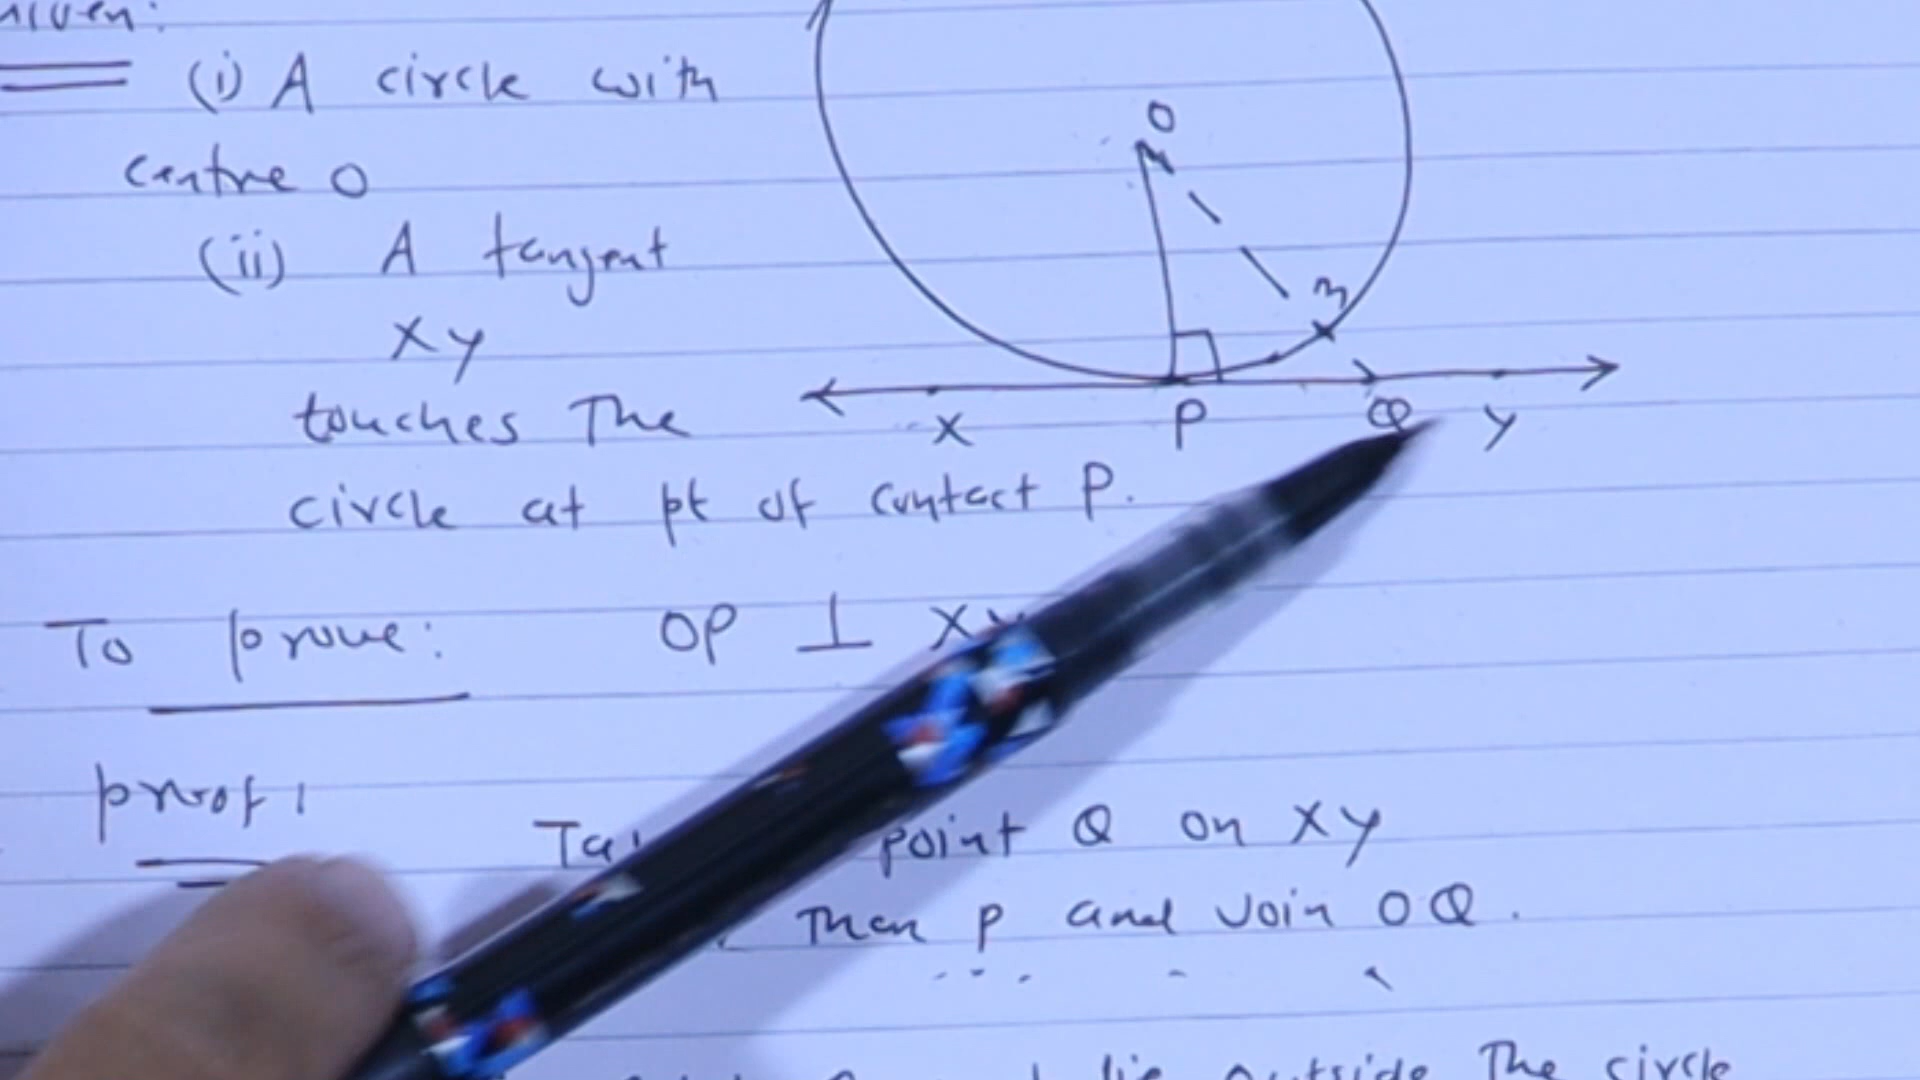 Given:
(i) A circle with
centre O
(ii) A tangent
XY
touches The
circle at pt of contact P.
O
M
X P Q Y
To prove: OP ⊥ XY
proof:
point Q on XY
Then P and Join OQ.
lie outside The circle